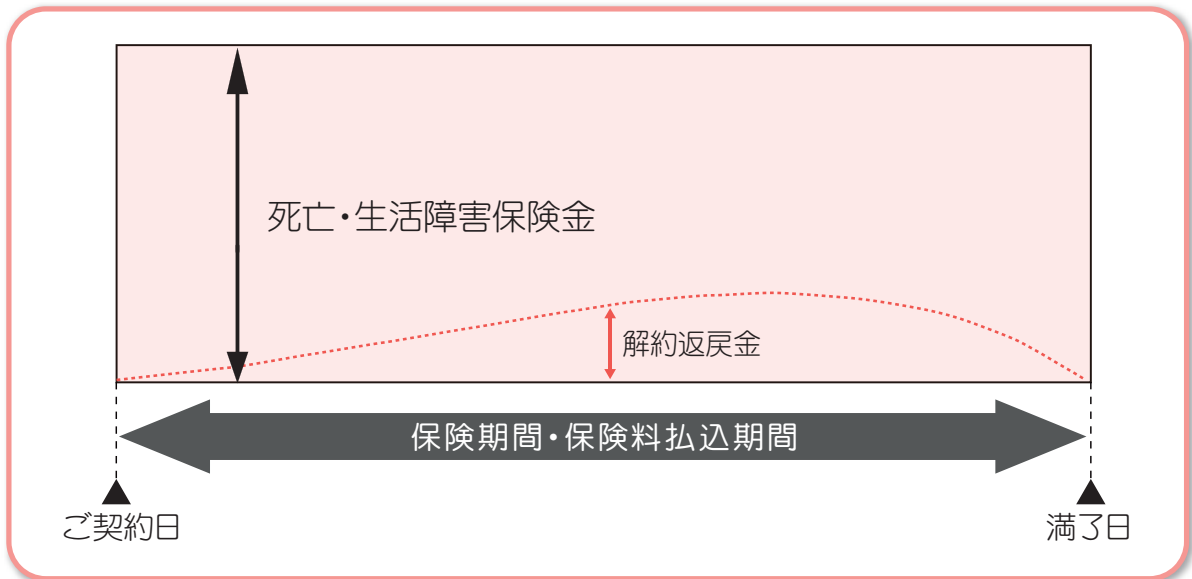 死亡・生活障害保険金
解約返戻金
保険期間・保険料払込期間
ご契約日
満了日